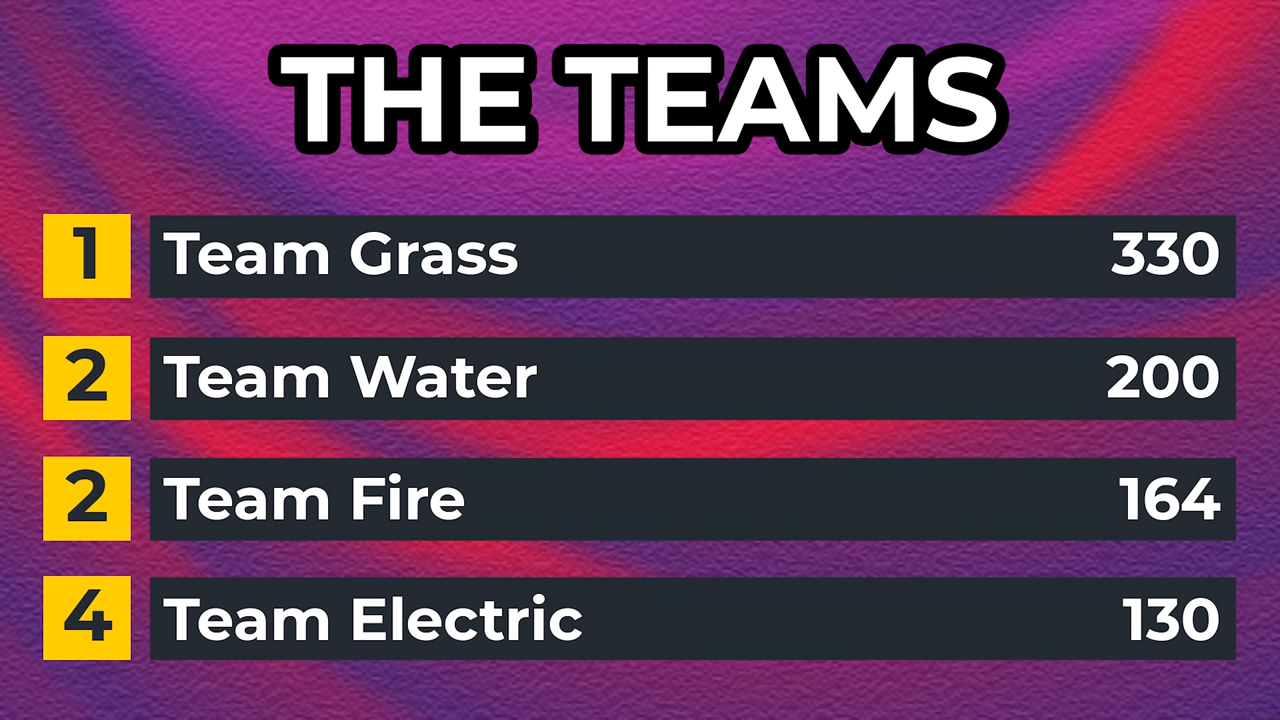 THE TEAMS
1 Team Grass 330
2 Team Water 200
2 Team Fire 164
4 Team Electric 130